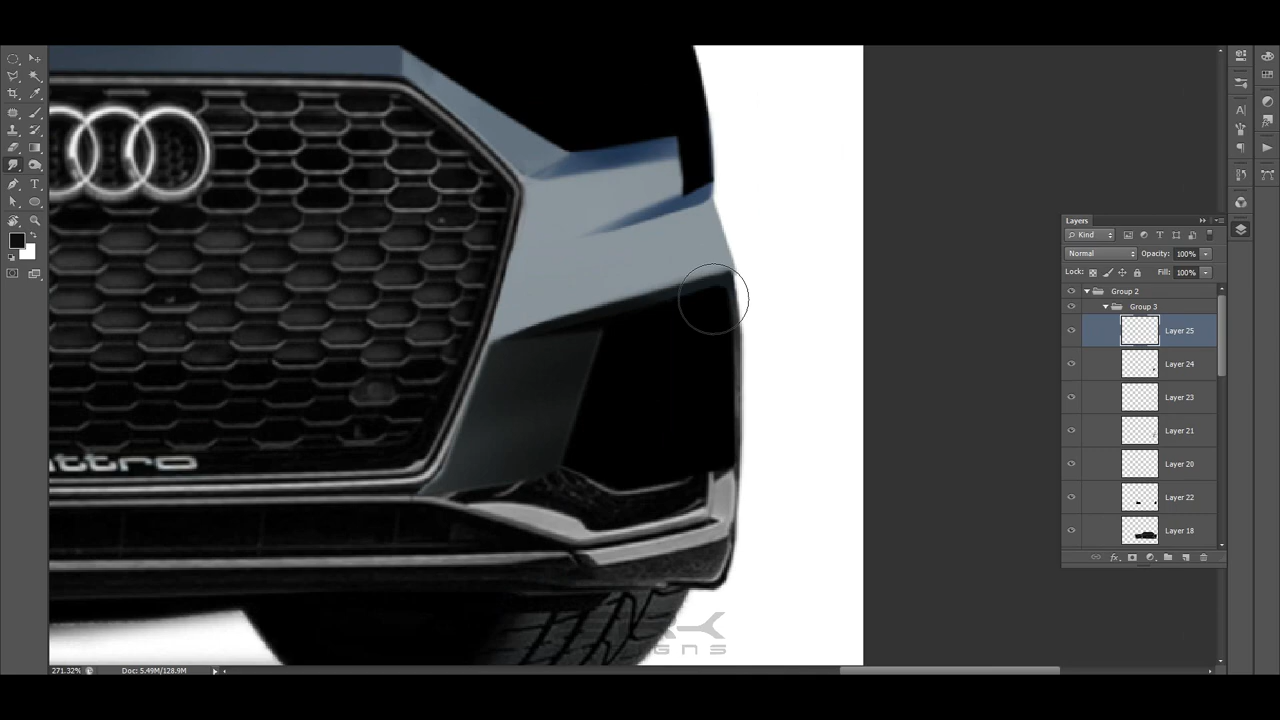 Layers
Kind
Normal Opacity: 100%
Lock: Fill: 100%
Group 2
Group 3
Layer 25
Layer 24
Layer 23
Layer 21
Layer 20
Layer 22
Layer 18
ttro
271.32% Doc: 5.49M/128.9M